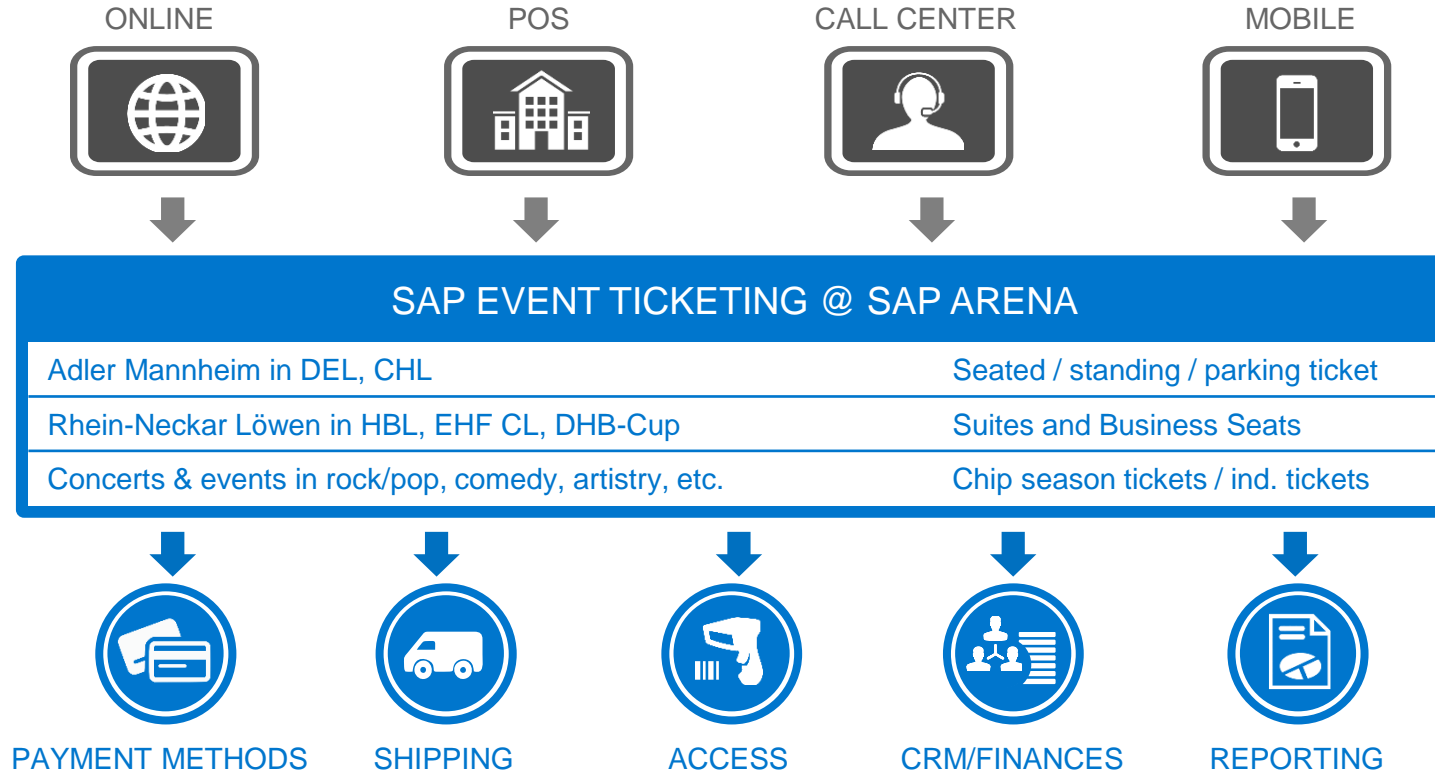 ONLINE
POS
CALL CENTER
MOBILE
SAP EVENT TICKETING @ SAP ARENA
Adler Mannheim in DEL, CHL
Seated / standing / parking ticket
Rhein-Neckar Löwen in HBL, EHF CL, DHB-Cup
Suites and Business Seats
Concerts & events in rock/pop, comedy, artistry, etc.
Chip season tickets / ind. tickets
PAYMENT METHODS
SHIPPING
ACCESS
CRM/FINANCES
REPORTING